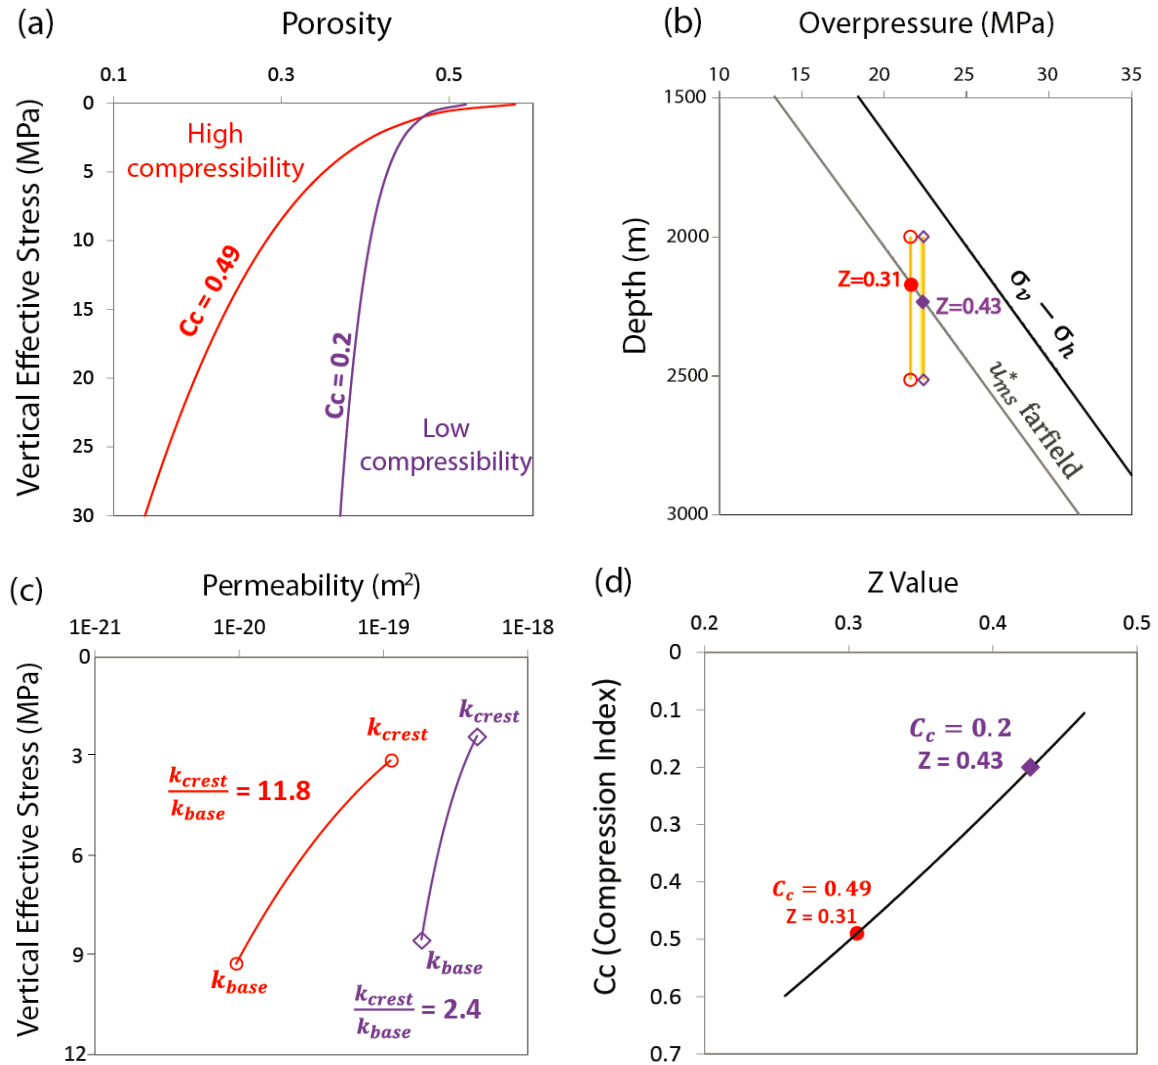 (a)
Porosity
0.1 0.3 0.5
Vertical Effective Stress (MPa)
0
5
10
15
20
25
30
High
compressibility
Cc = 0.49
Cc = 0.2
Low
compressibility
(b)
Overpressure (MPa)
10 15 20 25 30 35
Depth (m)
1500
2000
2500
3000
Z=0.31
Z=0.43
σv − σh
u*ms farfield
(c)
Permeability (m²)
1E-21 1E-20 1E-19 1E-18
Vertical Effective Stress (MPa)
0
3
6
9
12
kcrest
kcrest
kcrest
kbase = 11.8
kbase
kbase
kcrest
kbase = 2.4
(d)
Z Value
0.2 0.3 0.4 0.5
Cc (Compression Index)
0
0.1
0.2
0.3
0.4
0.5
0.6
0.7
Cc = 0.2
Z = 0.43
Cc = 0.49
Z = 0.31